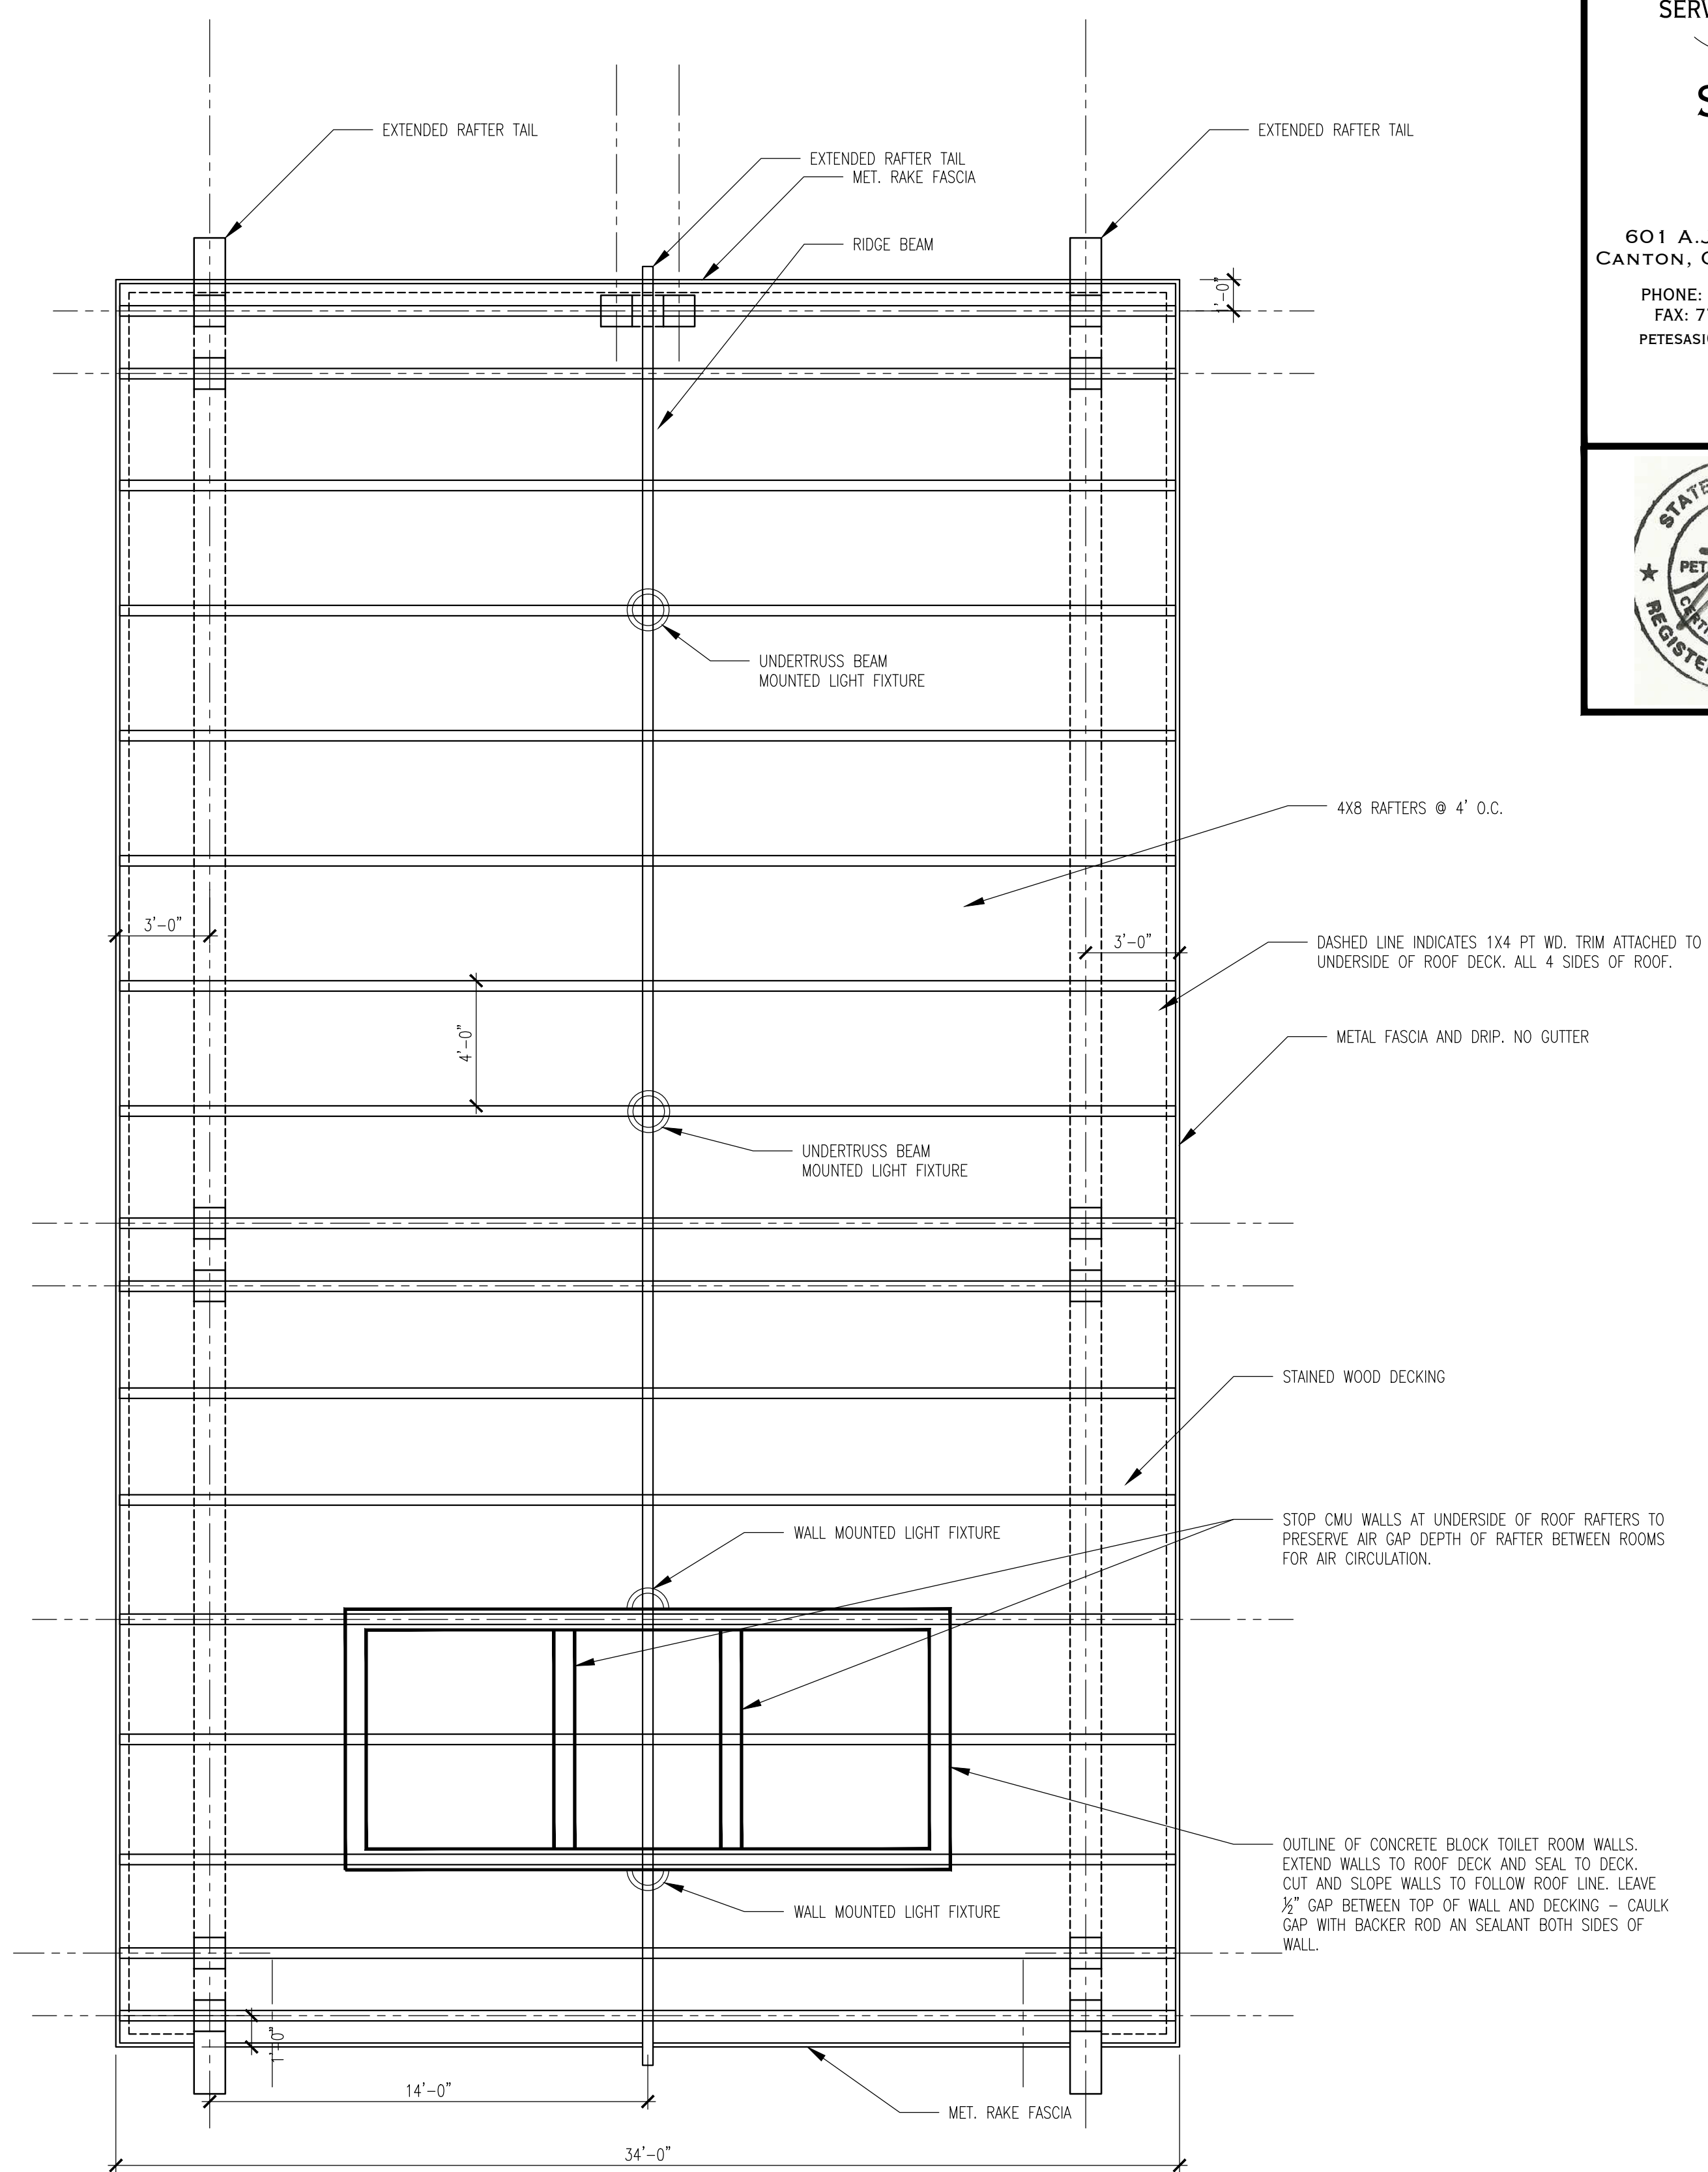 EXTENDED RAFTER TAIL
EXTENDED RAFTER TAIL
MET. RAKE FASCIA
RIDGE BEAM
EXTENDED RAFTER TAIL
1'-0"
601 A.
CANTON,
PHONE:
FAX:
STATE
REGISTE
UNDERTRUSS BEAM
MOUNTED LIGHT FIXTURE
4X8 RAFTERS @ 4' O.C.
3'-0"
3'-0"
DASHED LINE INDICATES 1X4 PT WD. TRIM ATTACHED TO
UNDERSIDE OF ROOF DECK. ALL 4 SIDES OF ROOF.
4'-0"
METAL FASCIA AND DRIP. NO GUTTER
UNDERTRUSS BEAM
MOUNTED LIGHT FIXTURE
STAINED WOOD DECKING
WALL MOUNTED LIGHT FIXTURE
STOP CMU WALLS AT UNDERSIDE OF ROOF RAFTERS TO
PRESERVE AIR GAP DEPTH OF RAFTER BETWEEN ROOMS
FOR AIR CIRCULATION.
OUTLINE OF CONCRETE BLOCK TOILET ROOM WALLS.
EXTEND WALLS TO ROOF DECK AND SEAL TO DECK.
CUT AND SLOPE WALLS TO FOLLOW ROOF LINE. LEAVE
½" GAP BETWEEN TOP OF WALL AND DECKING – CAULK
GAP WITH BACKER ROD AN SEALANT BOTH SIDES OF
WALL.
WALL MOUNTED LIGHT FIXTURE
1'-0"
14'-0"
MET. RAKE FASCIA
34'-0"